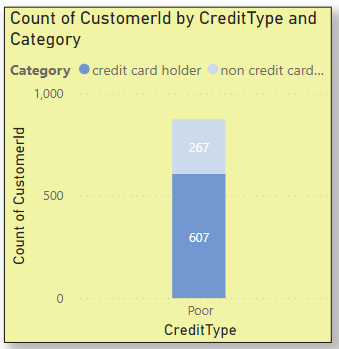 Count of CustomerId by CreditType and
Category
Category credit card holder non credit card...
1,000
Count of CustomerId
500
0
267
607
Poor
CreditType